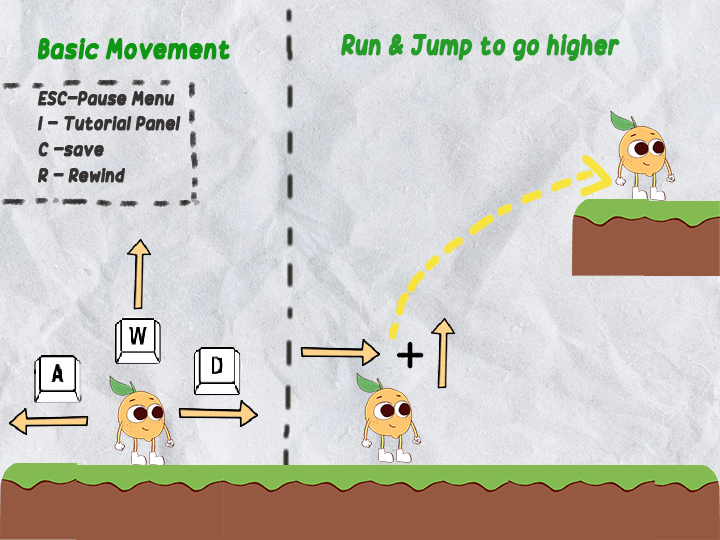 Basic Movement
Run & Jump to go higher
ESC-Pause Menu
I - Tutorial Panel
C -save
R - Rewind
W
A
D
+